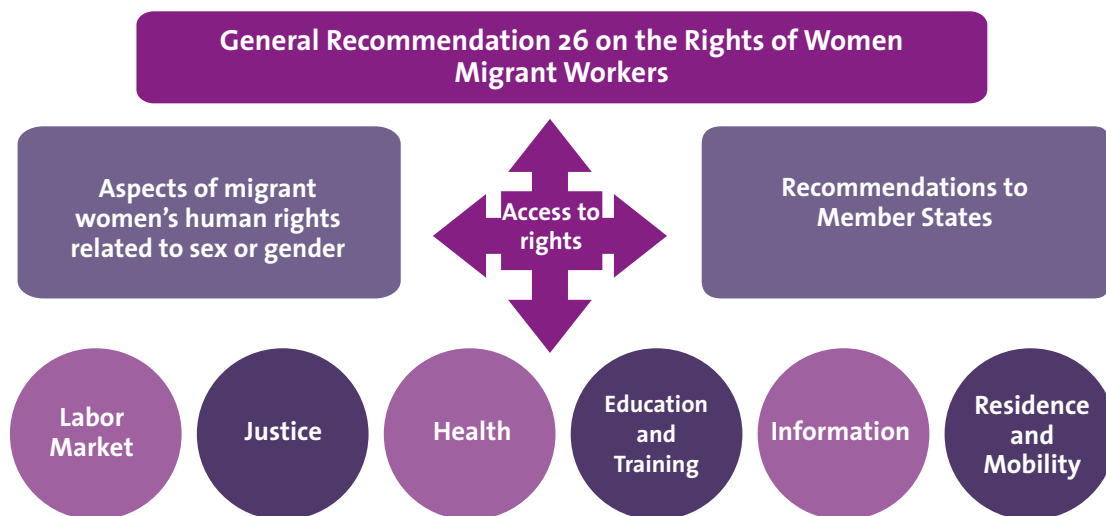 General Recommendation 26 on the Rights of Women
Migrant Workers
Aspects of migrant
women's human rights
related to sex or gender
Access to
rights
Recommendations to
Member States
Labor
Market
Justice
Health
Education
and
Training
Information
Residence
and
Mobility